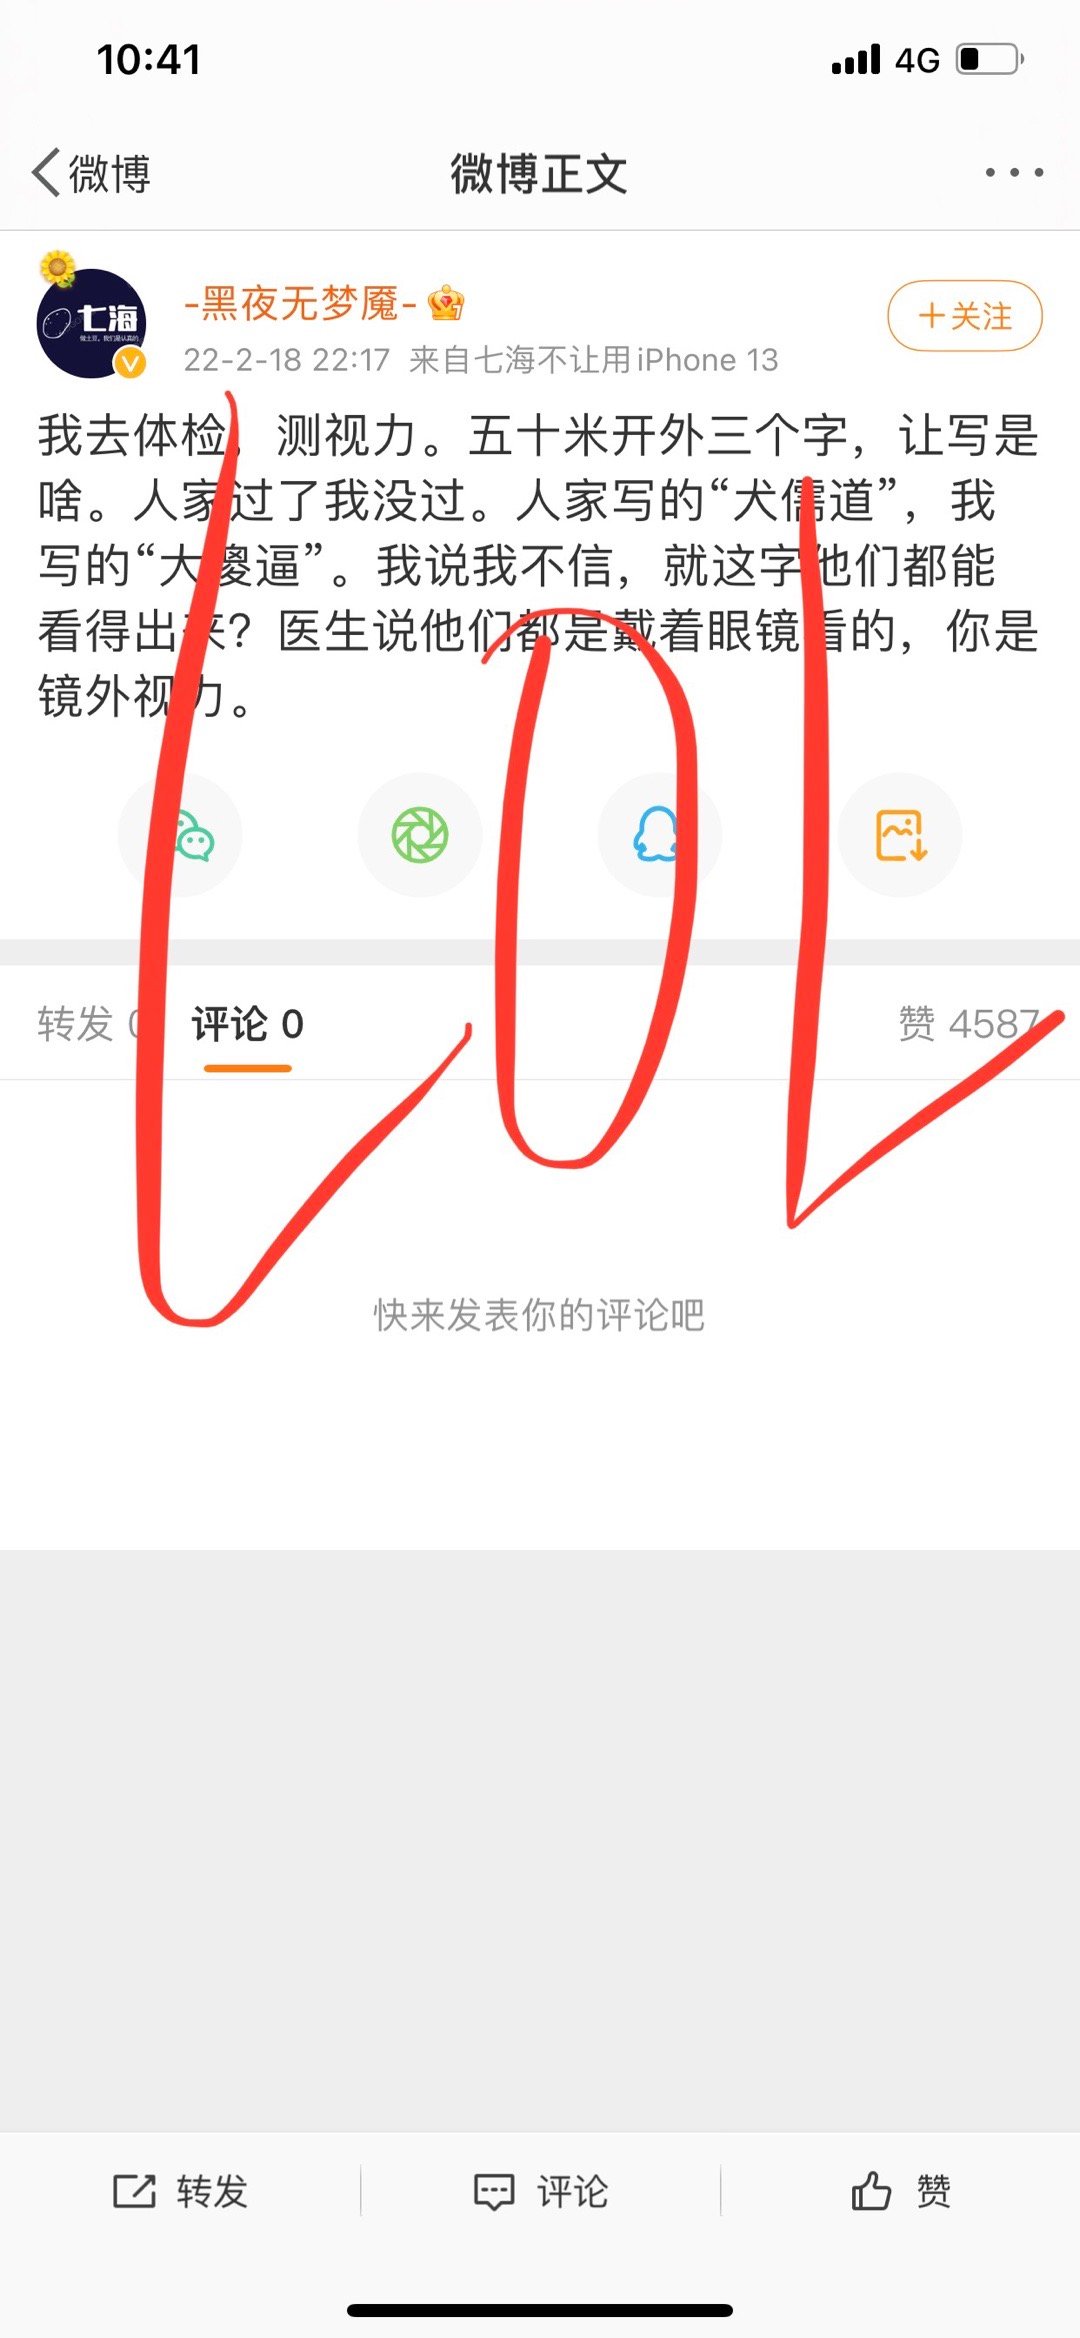 10:41
4G
微博
微博正文
七海
-黑夜无梦魇-
+关注
22-2-18 22:17 来自七海不让用iPhone 13
我去体检，测视力。五十米开外三个字，让写是
啥。人家过了我没过。人家写的“犬儒道”，我
写的“大傻逼”。我说我不信，就这字他们都能
看得出来？医生说他们都是戴着眼镜看的，你是
镜外视力。
LOL
转发 0
评论 0
赞 4587
快来发表你的评论吧
转发
评论
赞